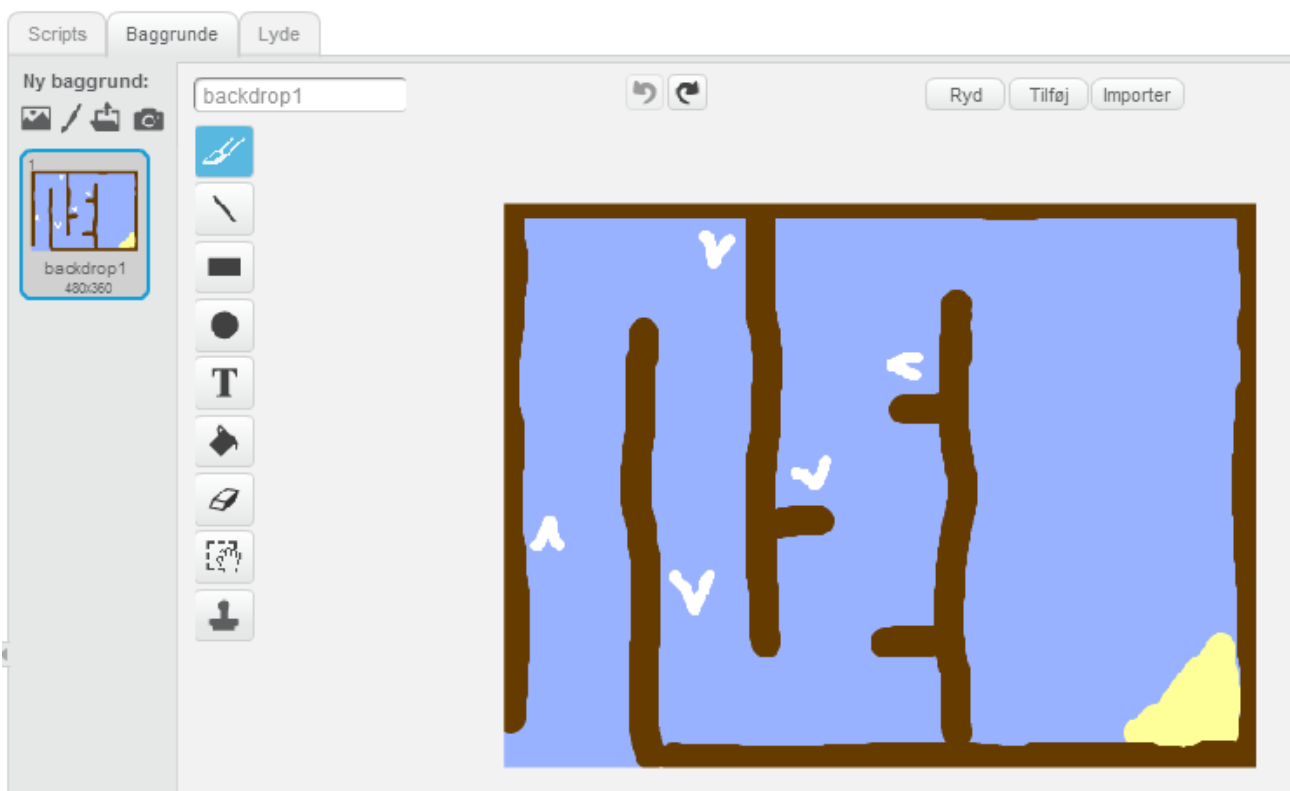 Scripts Baggrunde Lyde
Ny baggrund:
backdrop1
Ryd Tilføj Importer
1
backdrop1
480x360
T